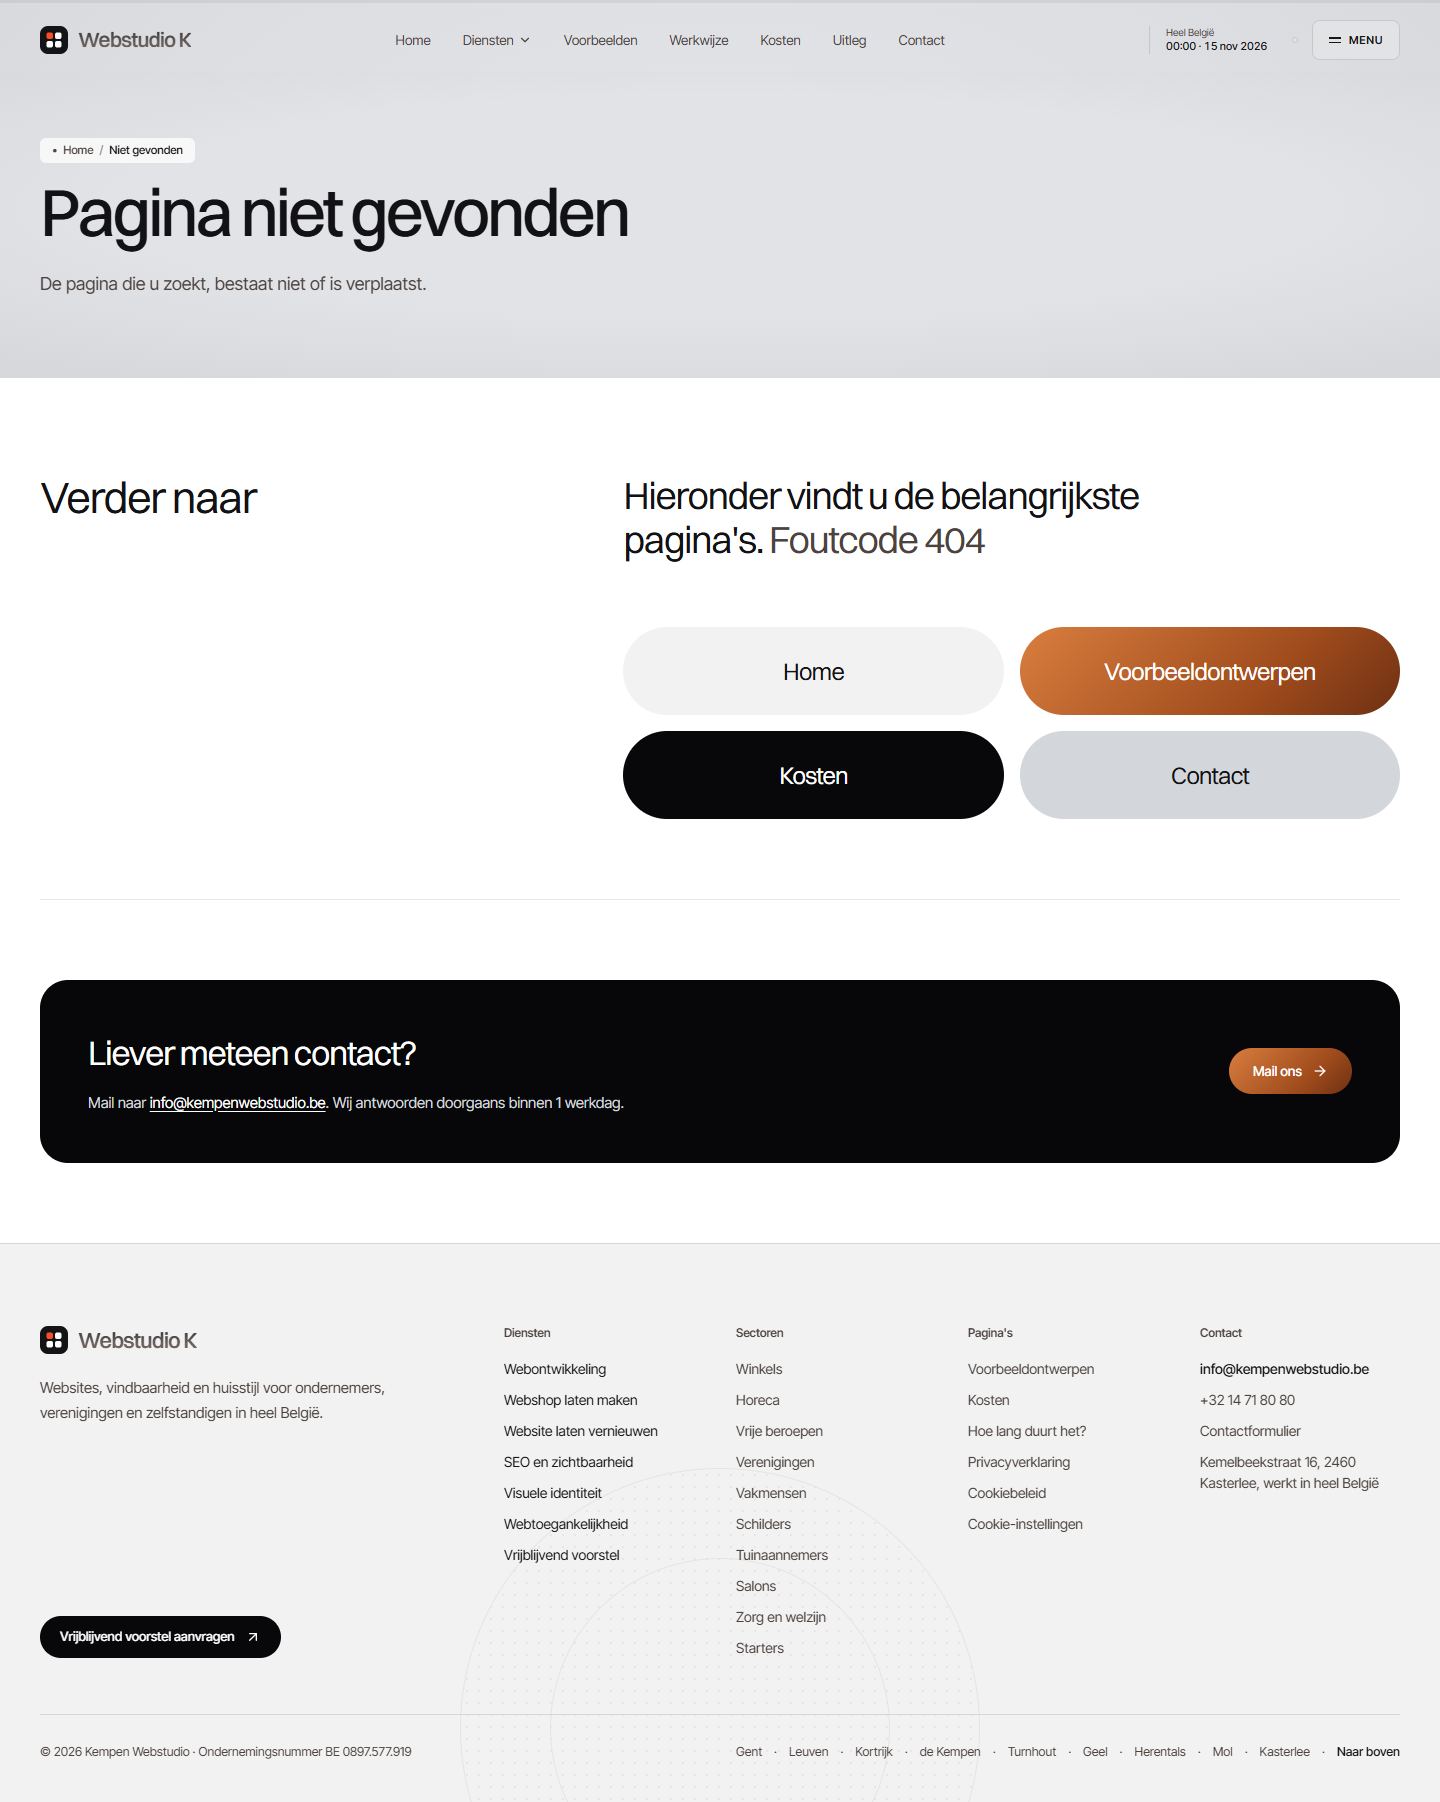 Webstudio K
Home
Diensten
Voorbeelden
Werkwijze
Kosten
Uitleg
Contact
Heel België
00:00 · 15 nov 2026
MENU
• Home / Niet gevonden
Pagina niet gevonden
De pagina die u zoekt, bestaat niet of is verplaatst.
Verder naar
Hieronder vindt u de belangrijkste
pagina's. Foutcode 404
Home
Voorbeeldontwerpen
Kosten
Contact
Liever meteen contact?
Mail naar info@kempenwebstudio.be. Wij antwoorden doorgaans binnen 1 werkdag.
Mail ons
Webstudio K
Websites, vindbaarheid en huisstijl voor ondernemers,
verenigingen en zelfstandigen in heel België.
Vrijblijvend voorstel aanvragen
Diensten
Webontwikkeling
Webshop laten maken
Website laten vernieuwen
SEO en zichtbaarheid
Visuele identiteit
Webtoegankelijkheid
Vrijblijvend voorstel
Sectoren
Winkels
Horeca
Vrije beroepen
Verenigingen
Vakmensen
Schilders
Tuinaannemers
Salons
Zorg en welzijn
Starters
Pagina's
Voorbeeldontwerpen
Kosten
Hoe lang duurt het?
Privacyverklaring
Cookiebeleid
Cookie-instellingen
Contact
info@kempenwebstudio.be
+32 14 71 80 80
Contactformulier
Kemelbeekstraat 16, 2460
Kasterlee, werkt in heel België
© 2026 Kempen Webstudio · Ondernemingsnummer BE 0897.577.919
Gent · Leuven · Kortrijk · de Kempen · Turnhout · Geel · Herentals · Mol · Kasterlee · Naar boven